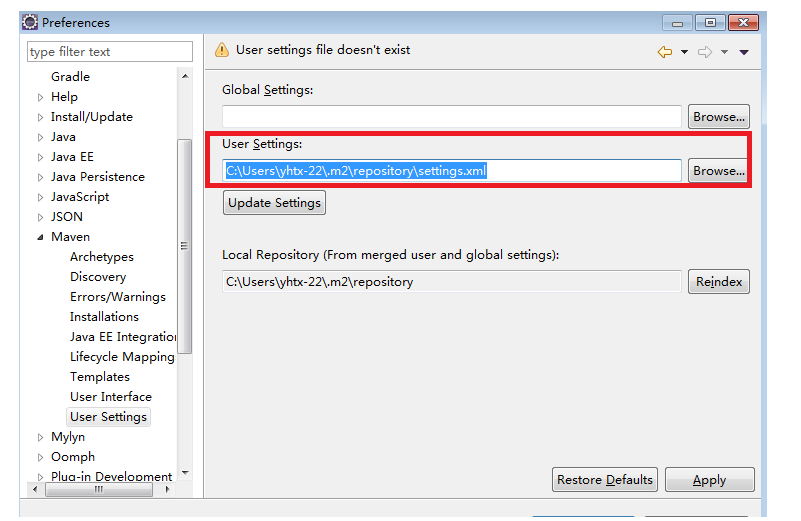 Preferences
type filter text
Gradle
Help
Install/Update
Java
Java EE
Java Persistence
JavaScript
JSON
Maven
Archetypes
Discovery
Errors/Warnings
Installations
Java EE Integration
Lifecycle Mapping
Templates
User Interface
User Settings
Mylyn
Oomph
Plug-in Development
User settings file doesn't exist
Global Settings:
Browse...
User Settings:
C:\Users\yhtx-22\.m2\repository\settings.xml Browse...
Update Settings
Local Repository (From merged user and global settings):
C:\Users\yhtx-22\.m2\repository Reindex
Restore Defaults Apply